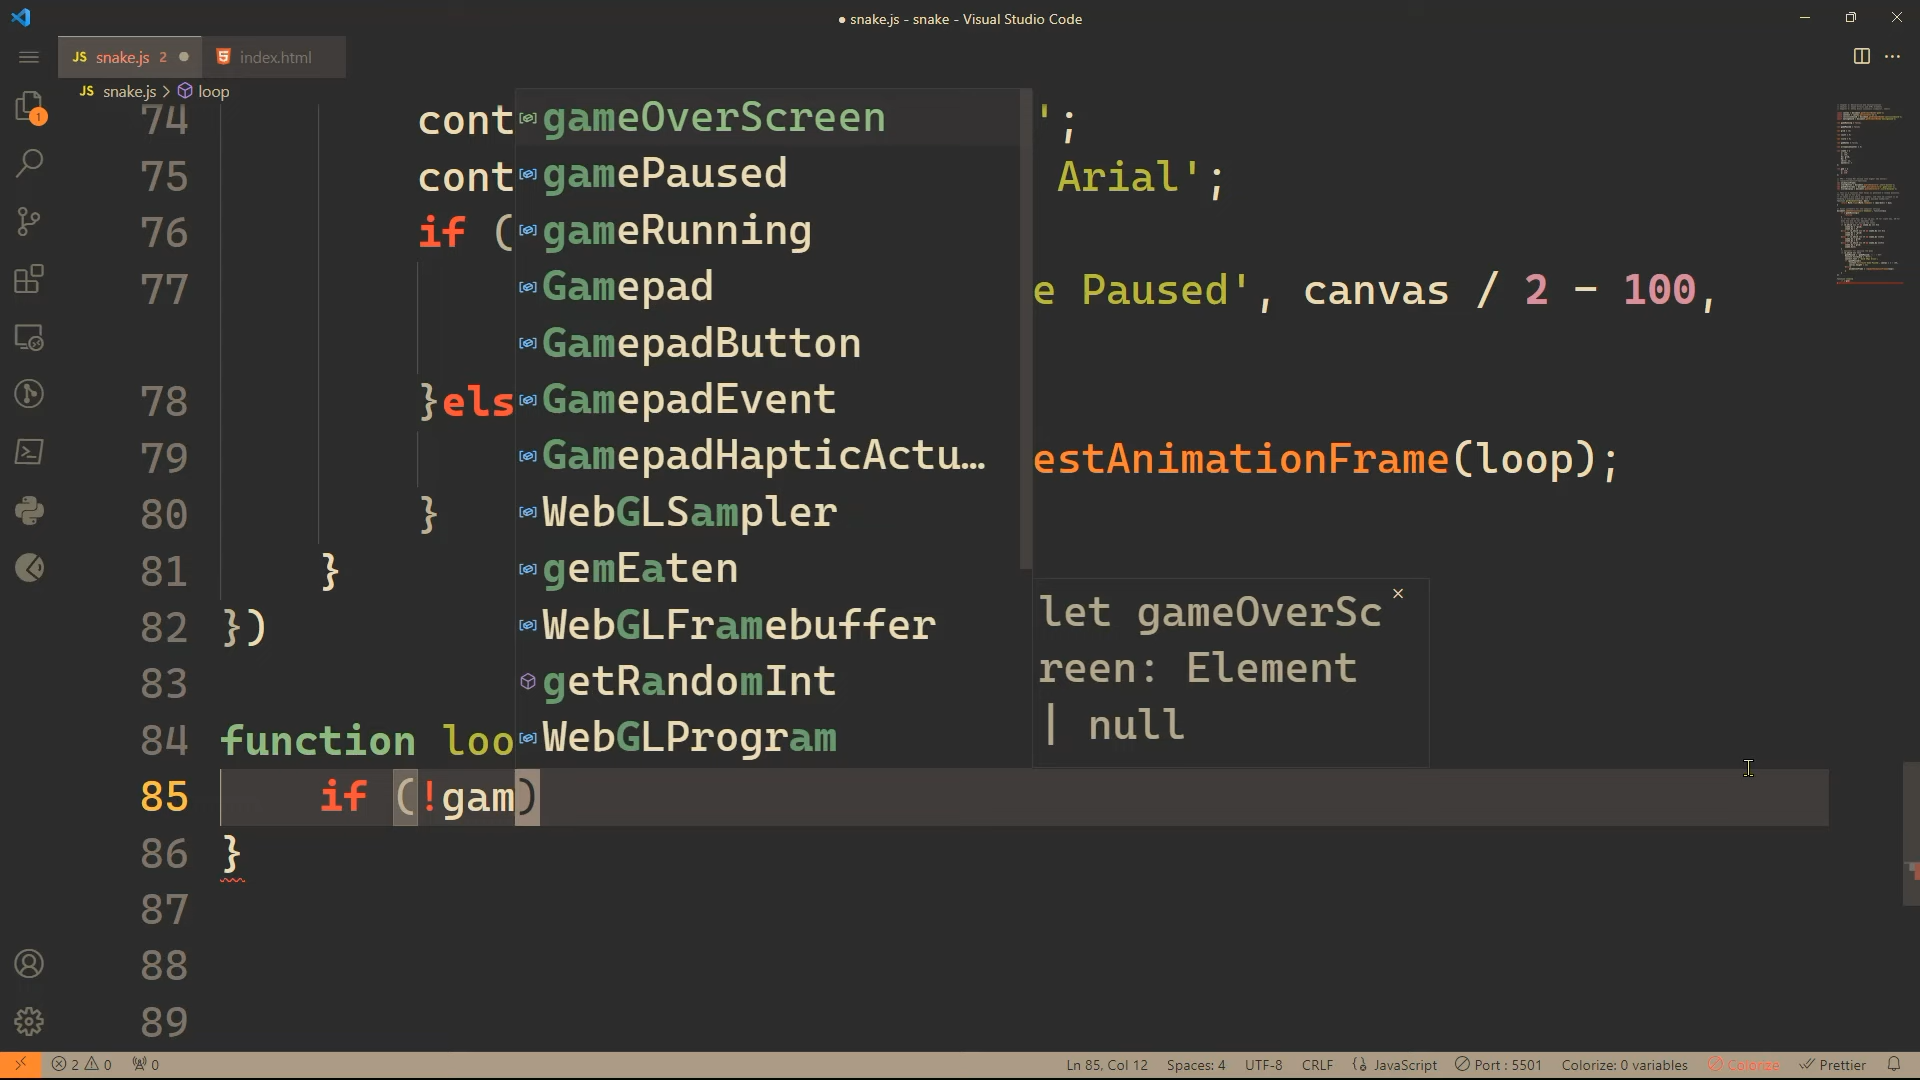 ● snake.js - snake - Visual Studio Code
JS snake.js 2 ● index.html
JS snake.js > loop
74 cont ';
75 cont Arial';
76 if (
77 e Paused', canvas / 2 - 100,
78 }els
79 estAnimationFrame(loop);
80 }
81 }
82 })
83
84 function loo
85 if (!gam)
86 }
87
88
89
gameOverScreen
gamePaused
gameRunning
Gamepad
GamepadButton
GamepadEvent
GamepadHapticActu…
WebGLSampler
gemEaten
WebGLFramebuffer
getRandomInt
WebGLProgram
let gameOverSc
reen: Element
| null
1
2 0 0 Ln 85, Col 12 Spaces: 4 UTF-8 CRLF {} JavaScript Port : 5501 Colorize: 0 variables Colorize Prettier